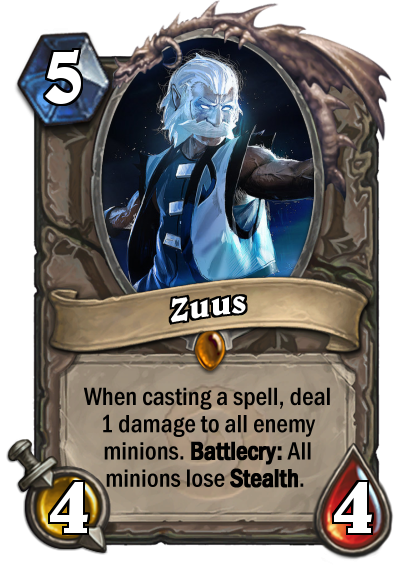 5
Zuus
When casting a spell, deal
1 damage to all enemy
minions. Battlecry: All
minions lose Stealth.
4
4